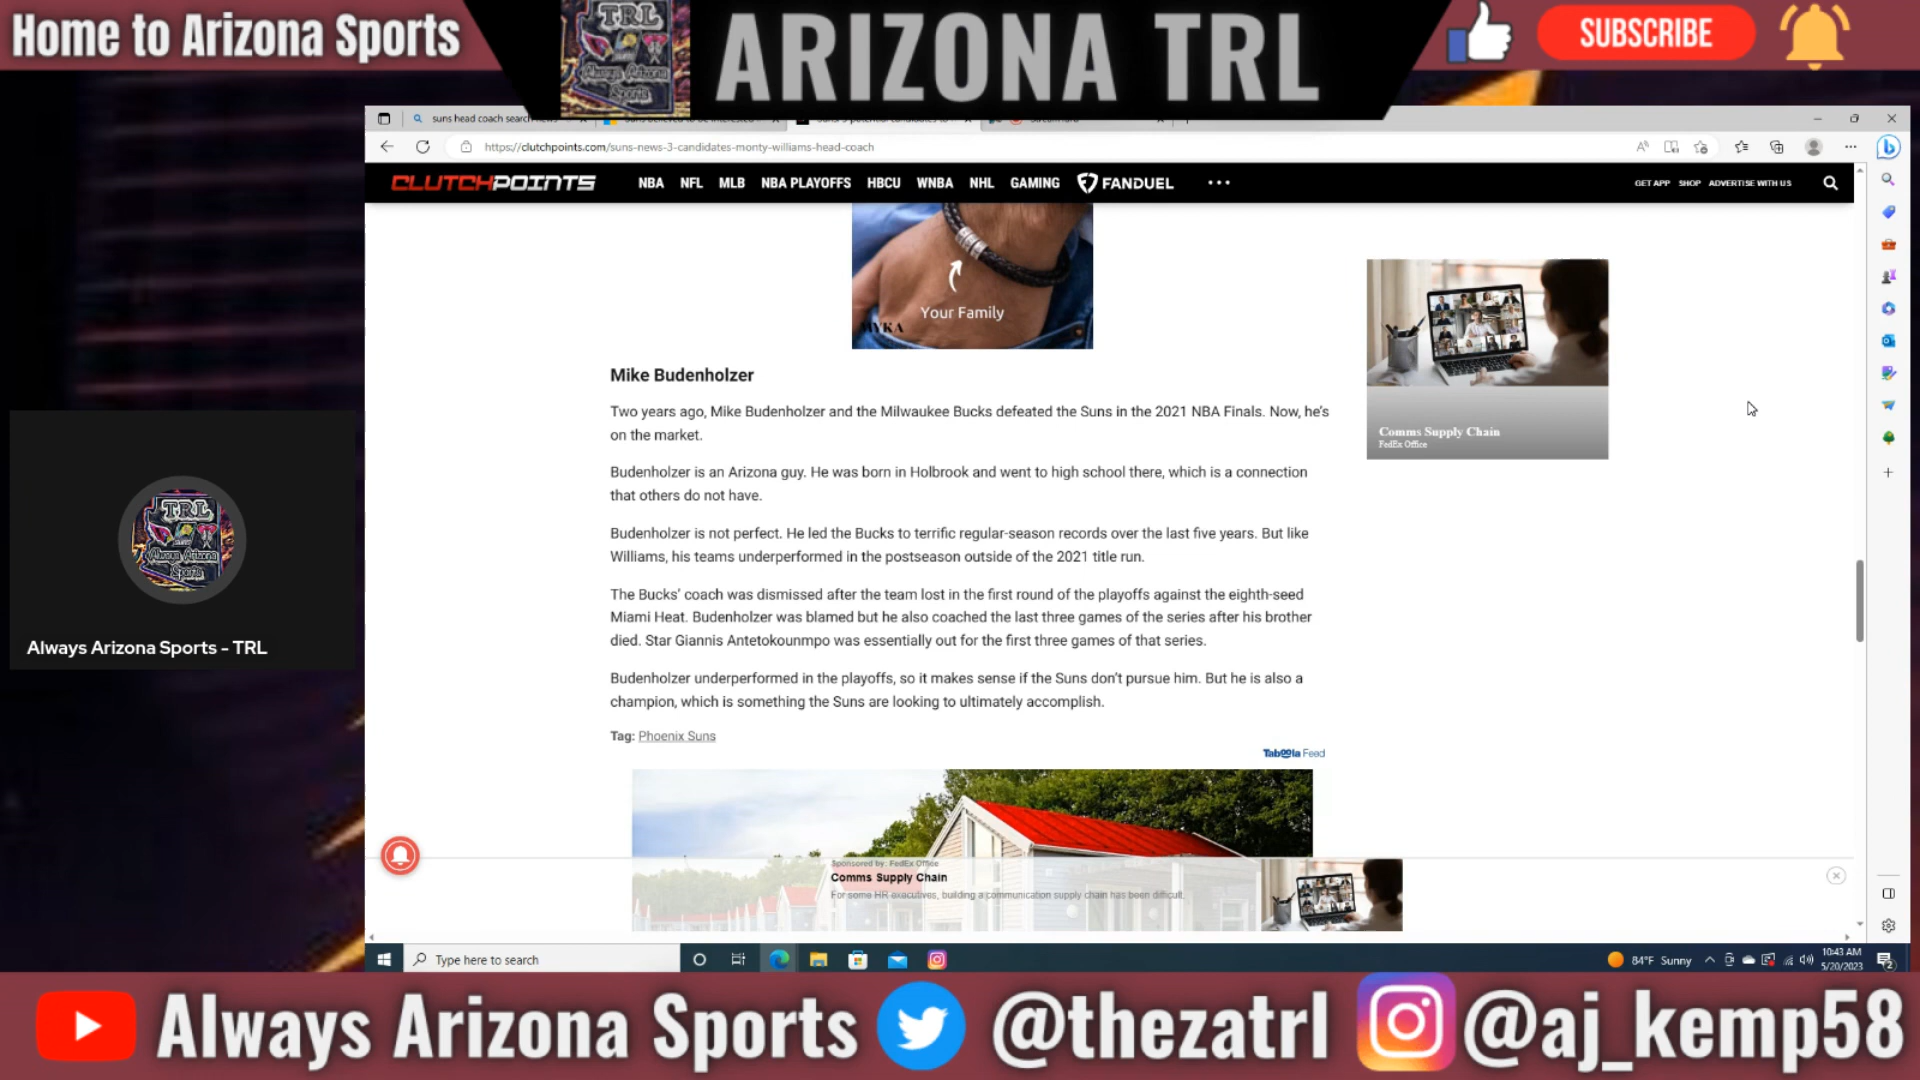 Home to Arizona Sports
TRL
Always Arizona
Sports
ARIZONA TRL
SUBSCRIBE
suns head coach search news
https://clutchpoints.com/suns-news-3-candidates-monty-williams-head-coach
CLUTCHPOINTS
NBA NFL MLB NBA PLAYOFFS HBCU WNBA NHL GAMING FANDUEL
GET APP SHOP ADVERTISE WITH US
Your Family
MYKA
Comms Supply Chain
FedEx Office
Mike Budenholzer
Two years ago, Mike Budenholzer and the Milwaukee Bucks defeated the Suns in the 2021 NBA Finals. Now, he's
on the market.
Budenholzer is an Arizona guy. He was born in Holbrook and went to high school there, which is a connection
that others do not have.
Budenholzer is not perfect. He led the Bucks to terrific regular-season records over the last five years. But like
Williams, his teams underperformed in the postseason outside of the 2021 title run.
The Bucks' coach was dismissed after the team lost in the first round of the playoffs against the eighth-seed
Miami Heat. Budenholzer was blamed but he also coached the last three games of the series after his brother
died. Star Giannis Antetokounmpo was essentially out for the first three games of that series.
Budenholzer underperformed in the playoffs, so it makes sense if the Suns don't pursue him. But he is also a
champion, which is something the Suns are looking to ultimately accomplish.
Tag: Phoenix Suns
Taboola Feed
Sponsored by: FedEx Office
Comms Supply Chain
For some HR executives, building a communication supply chain has been difficult.
TRL
Always Arizona
Sports
Always Arizona Sports - TRL
Type here to search
84°F Sunny
10:43 AM
5/20/2023
2
Always Arizona Sports @thezatrl @aj_kemp58